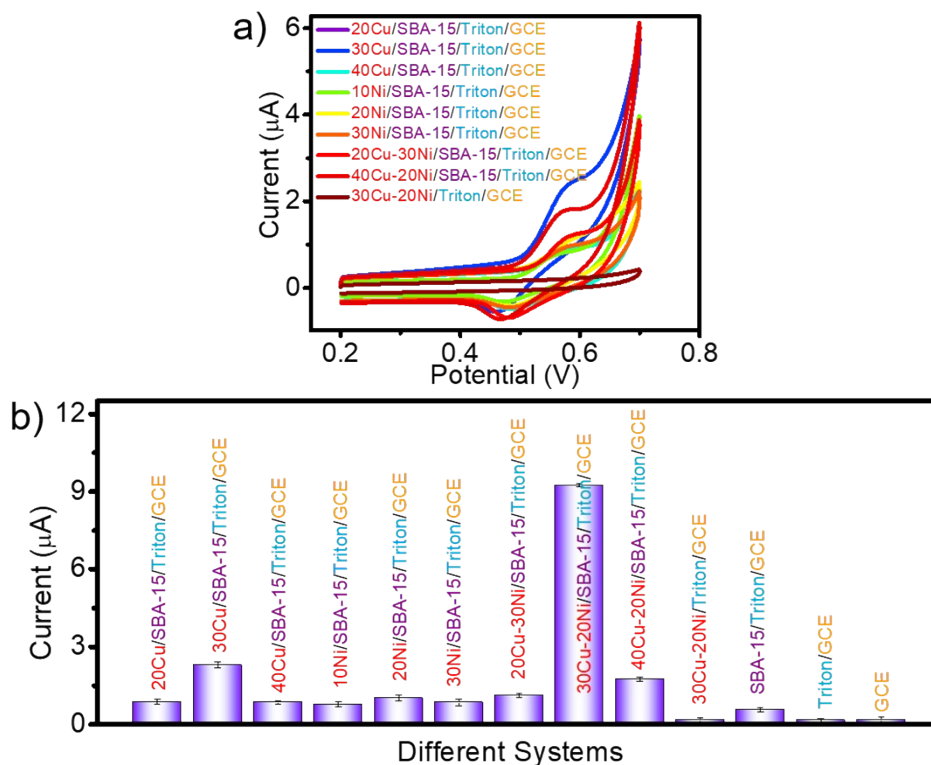 a)
6
4
2
0
Current (μA)
20Cu/SBA-15/Triton/GCE
30Cu/SBA-15/Triton/GCE
40Cu/SBA-15/Triton/GCE
10Ni/SBA-15/Triton/GCE
20Ni/SBA-15/Triton/GCE
30Ni/SBA-15/Triton/GCE
20Cu-30Ni/SBA-15/Triton/GCE
40Cu-20Ni/SBA-15/Triton/GCE
30Cu-20Ni/Triton/GCE
0.2 0.4 0.6 0.8
Potential (V)
b)
12
9
6
3
0
Current (μA)
20Cu/SBA-15/Triton/GCE
30Cu/SBA-15/Triton/GCE
40Cu/SBA-15/Triton/GCE
10Ni/SBA-15/Triton/GCE
20Ni/SBA-15/Triton/GCE
30Ni/SBA-15/Triton/GCE
20Cu-30Ni/SBA-15/Triton/GCE
30Cu-20Ni/SBA-15/Triton/GCE
40Cu-20Ni/SBA-15/Triton/GCE
30Cu-20Ni/Triton/GCE
SBA-15/Triton/GCE
Triton/GCE
GCE
Different Systems